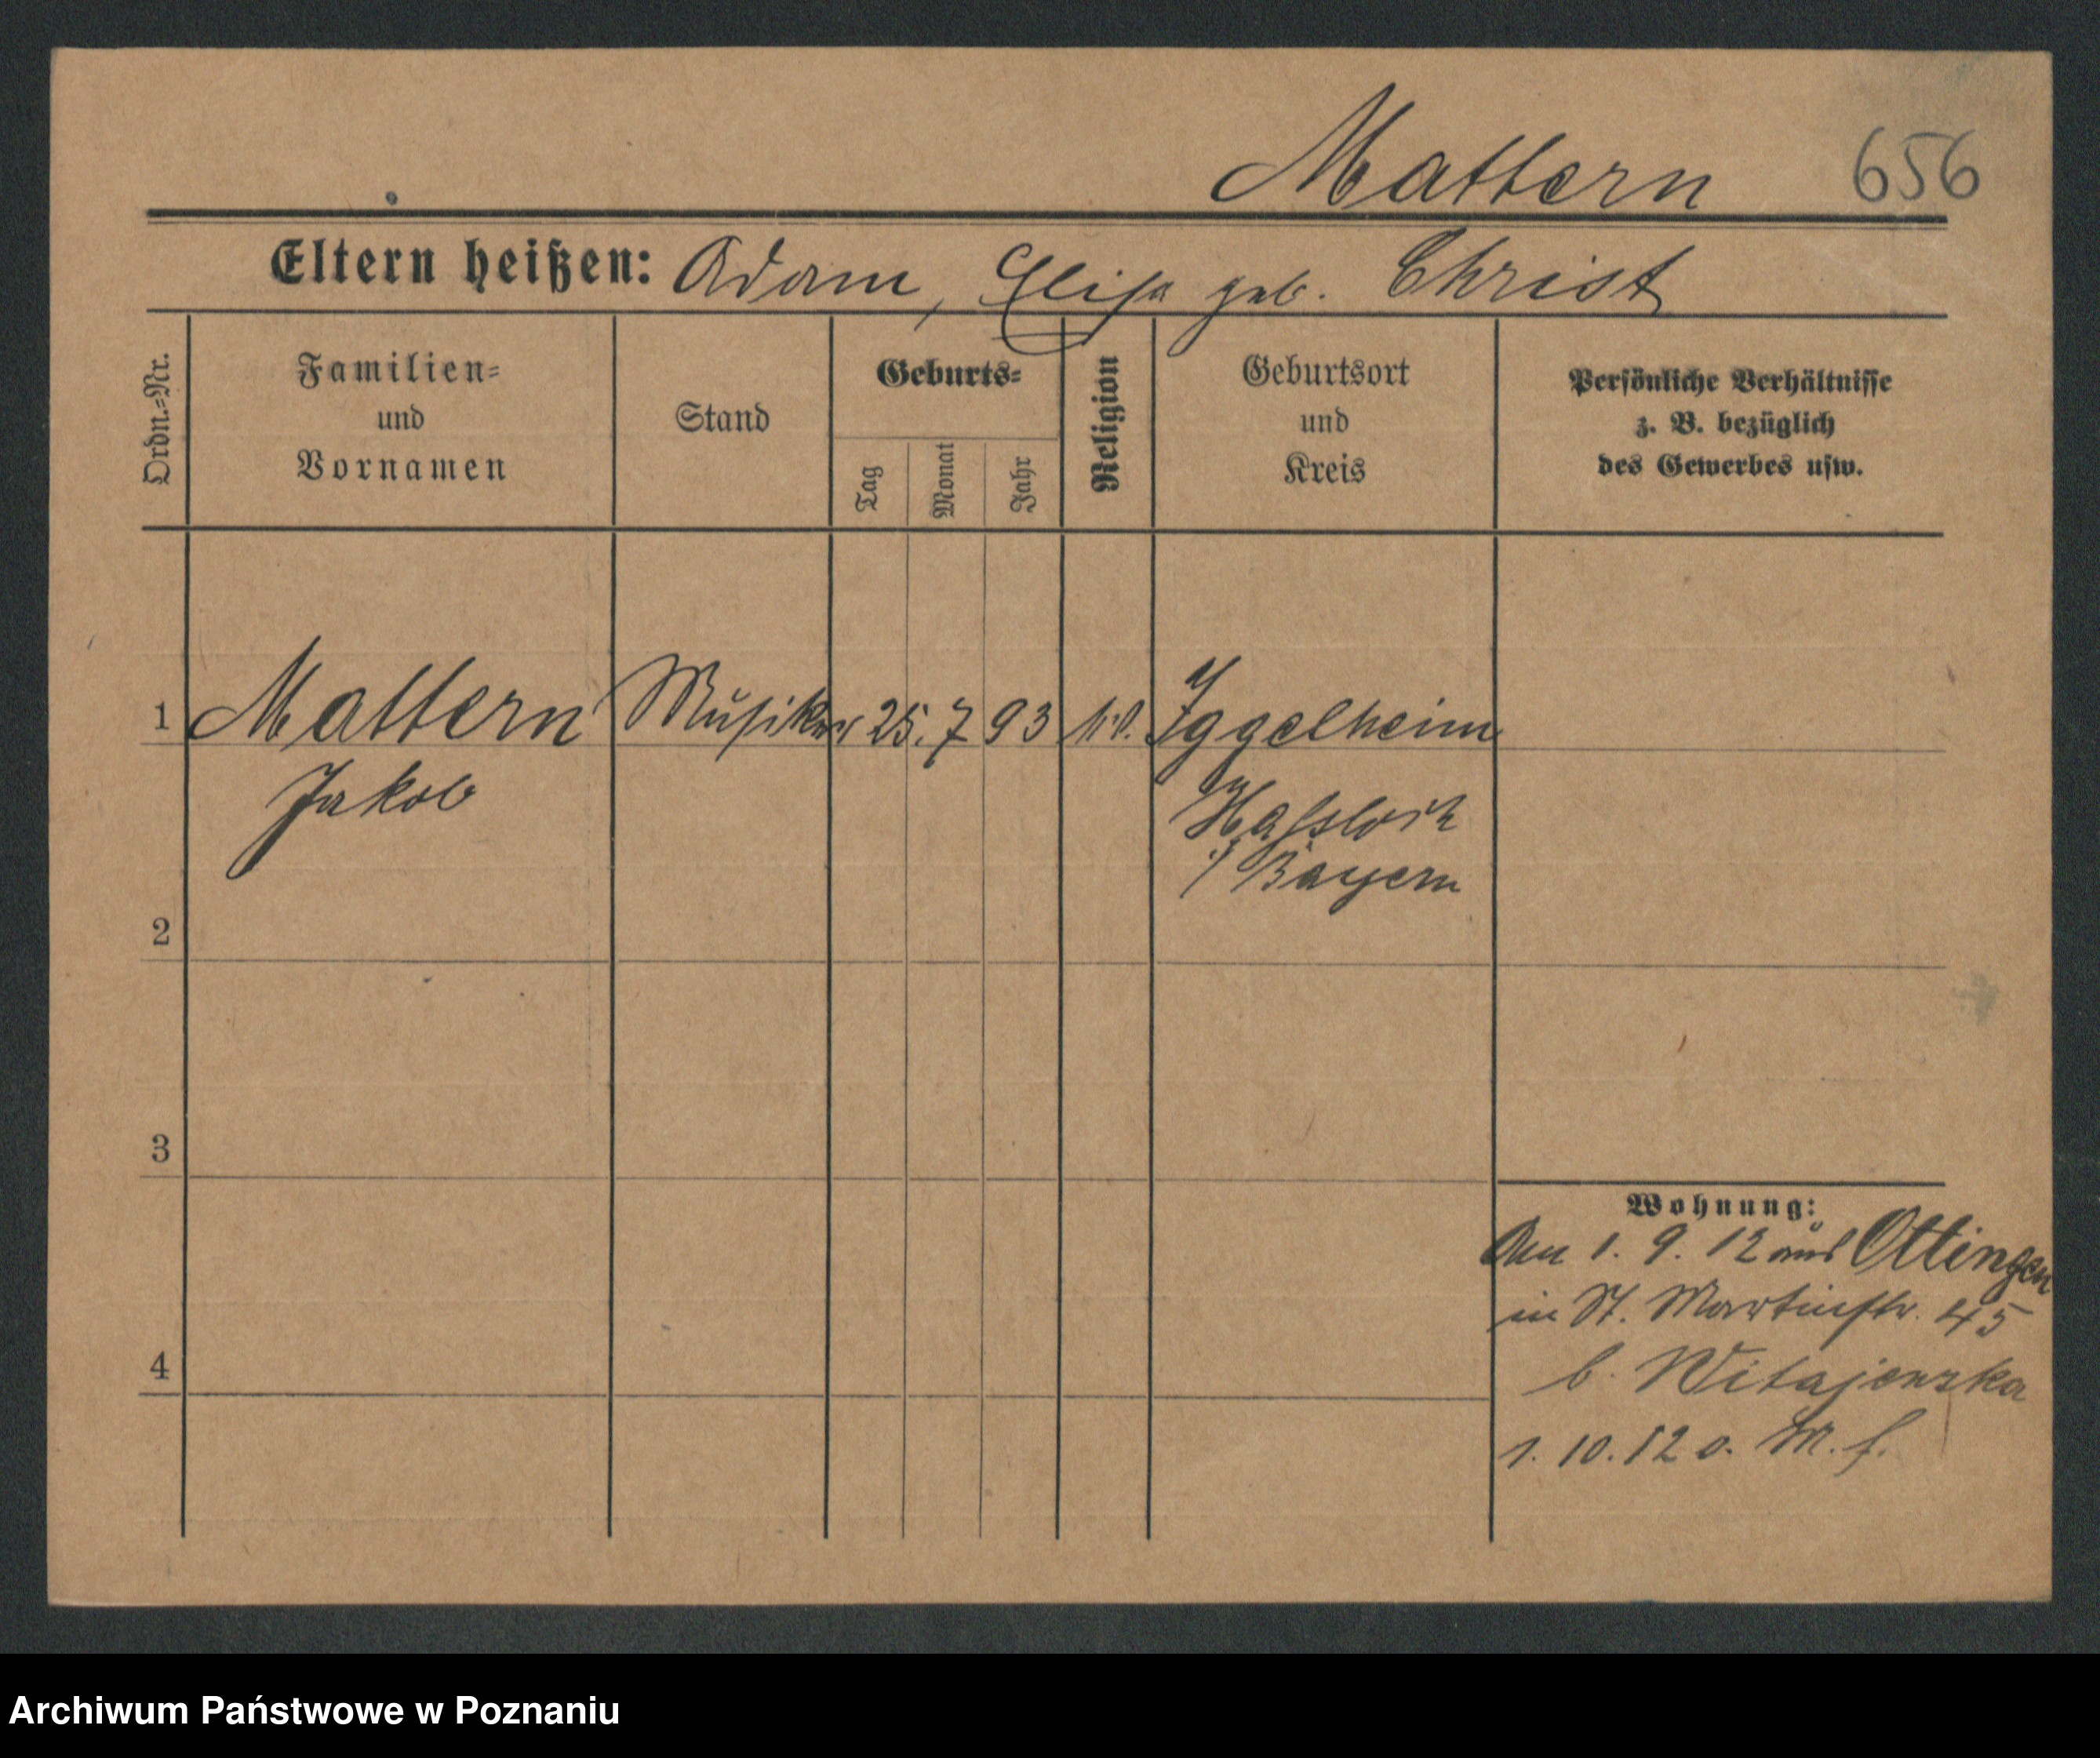 Mattern 656
Eltern heißen: Adam, Elisa geb. Christ
Ordn.=Nr.
Familien=
und
Vornamen
Stand
Geburts=
Tag
Monat
Jahr
Religion
Geburtsort
und
Kreis
Persönliche Verhältnisse
z. B. bezüglich
des Gewerbes usw.
1 Mattern Musiker 25. 7 93 Iggelheim
Jakob
Hassloch
i/ Bayern
2
3
4
Wohnung:
Am 1. 9. 12 aus Ottingen
in St. Martinstr. 45
b. Witajewska
1. 10. 12 o. M. f.
Archiwum Państwowe w Poznaniu